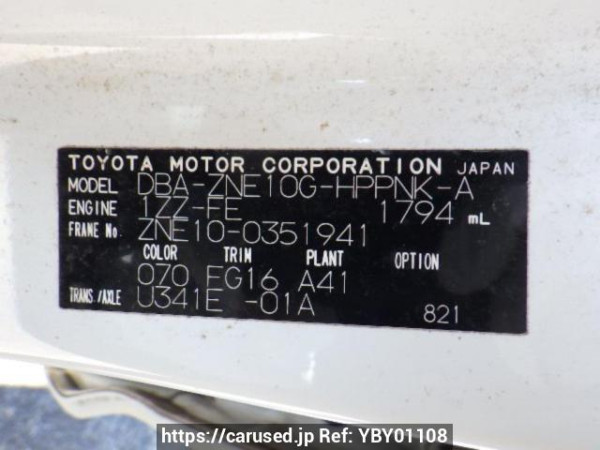 TOYOTA MOTOR CORPORATION JAPAN
MODEL DBA-ZNE10G-HPPNK-A
ENGINE 1ZZ-FE 1794 mL
FRAME No. ZNE10-0351941
COLOR TRIM PLANT OPTION
070 FG16 A41
TRANS./AXLE U341E -01A 821
https://carused.jp Ref: YBY01108